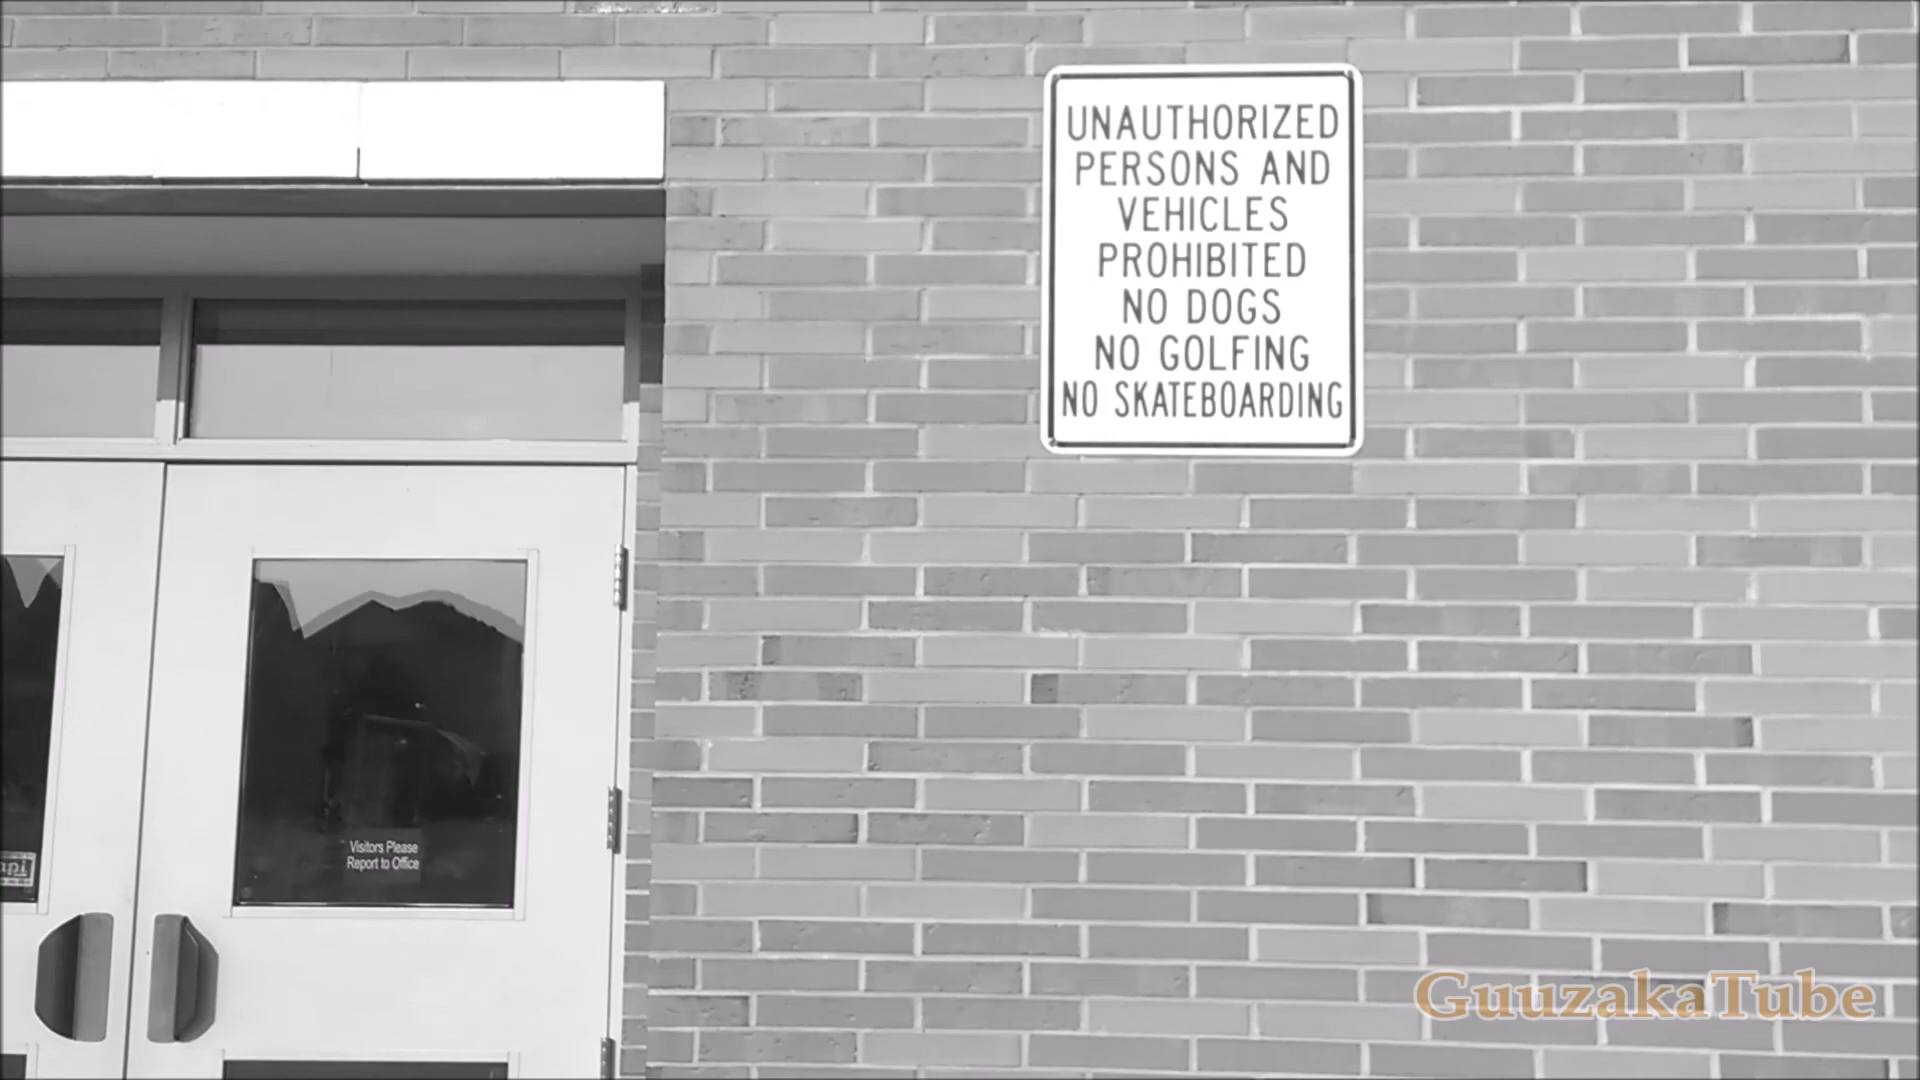 UNAUTHORIZED
PERSONS AND
VEHICLES
PROHIBITED
NO DOGS
NO GOLFING
NO SKATEBOARDING
Visitors Please
Report to Office
GuuzakaTube